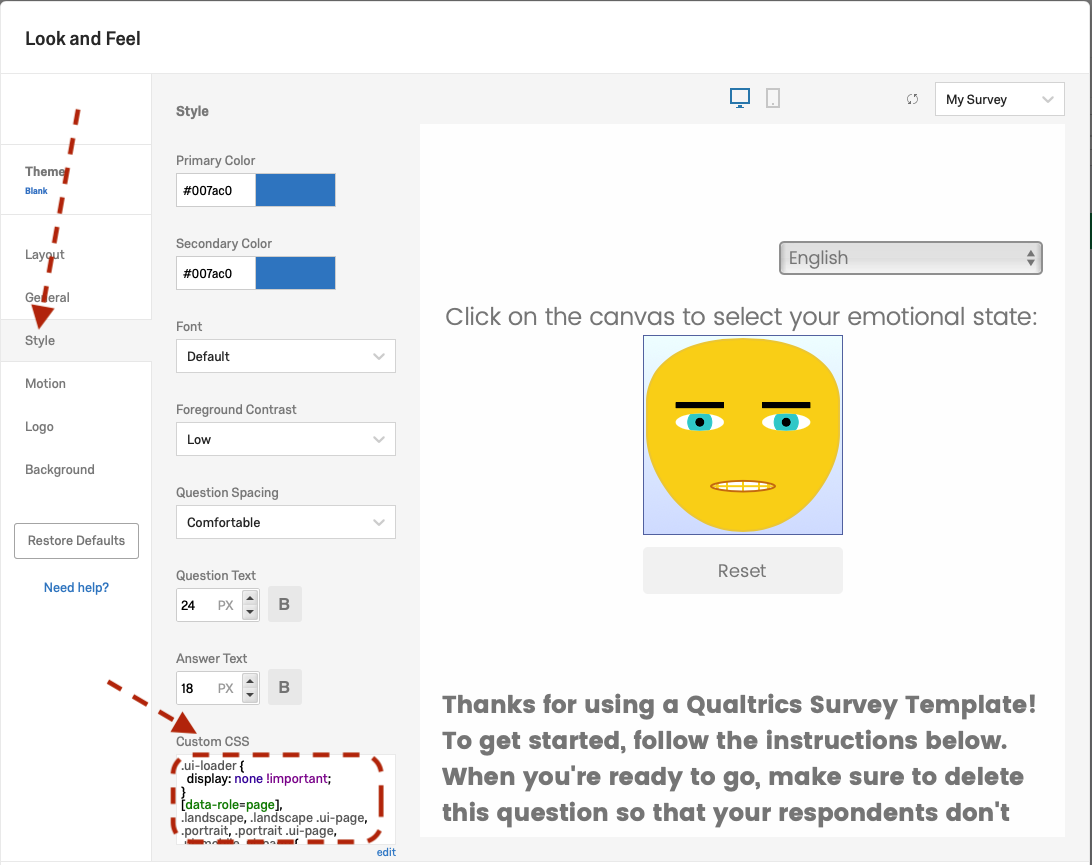 Look and Feel
Theme
Blank
Layout
General
Style
Motion
Logo
Background
Restore Defaults
Need help?
Style
Primary Color
#007ac0
Secondary Color
#007ac0
Font
Default
Foreground Contrast
Low
Question Spacing
Comfortable
Question Text
24 PX B
Answer Text
18 PX B
Custom CSS
.ui-loader {
display: none !important;
}
[data-role=page],
.landscape, .landscape .ui-page,
.portrait, .portrait .ui-page,
edit
My Survey
English
Click on the canvas to select your emotional state:
Reset
Thanks for using a Qualtrics Survey Template!
To get started, follow the instructions below.
When you're ready to go, make sure to delete
this question so that your respondents don't